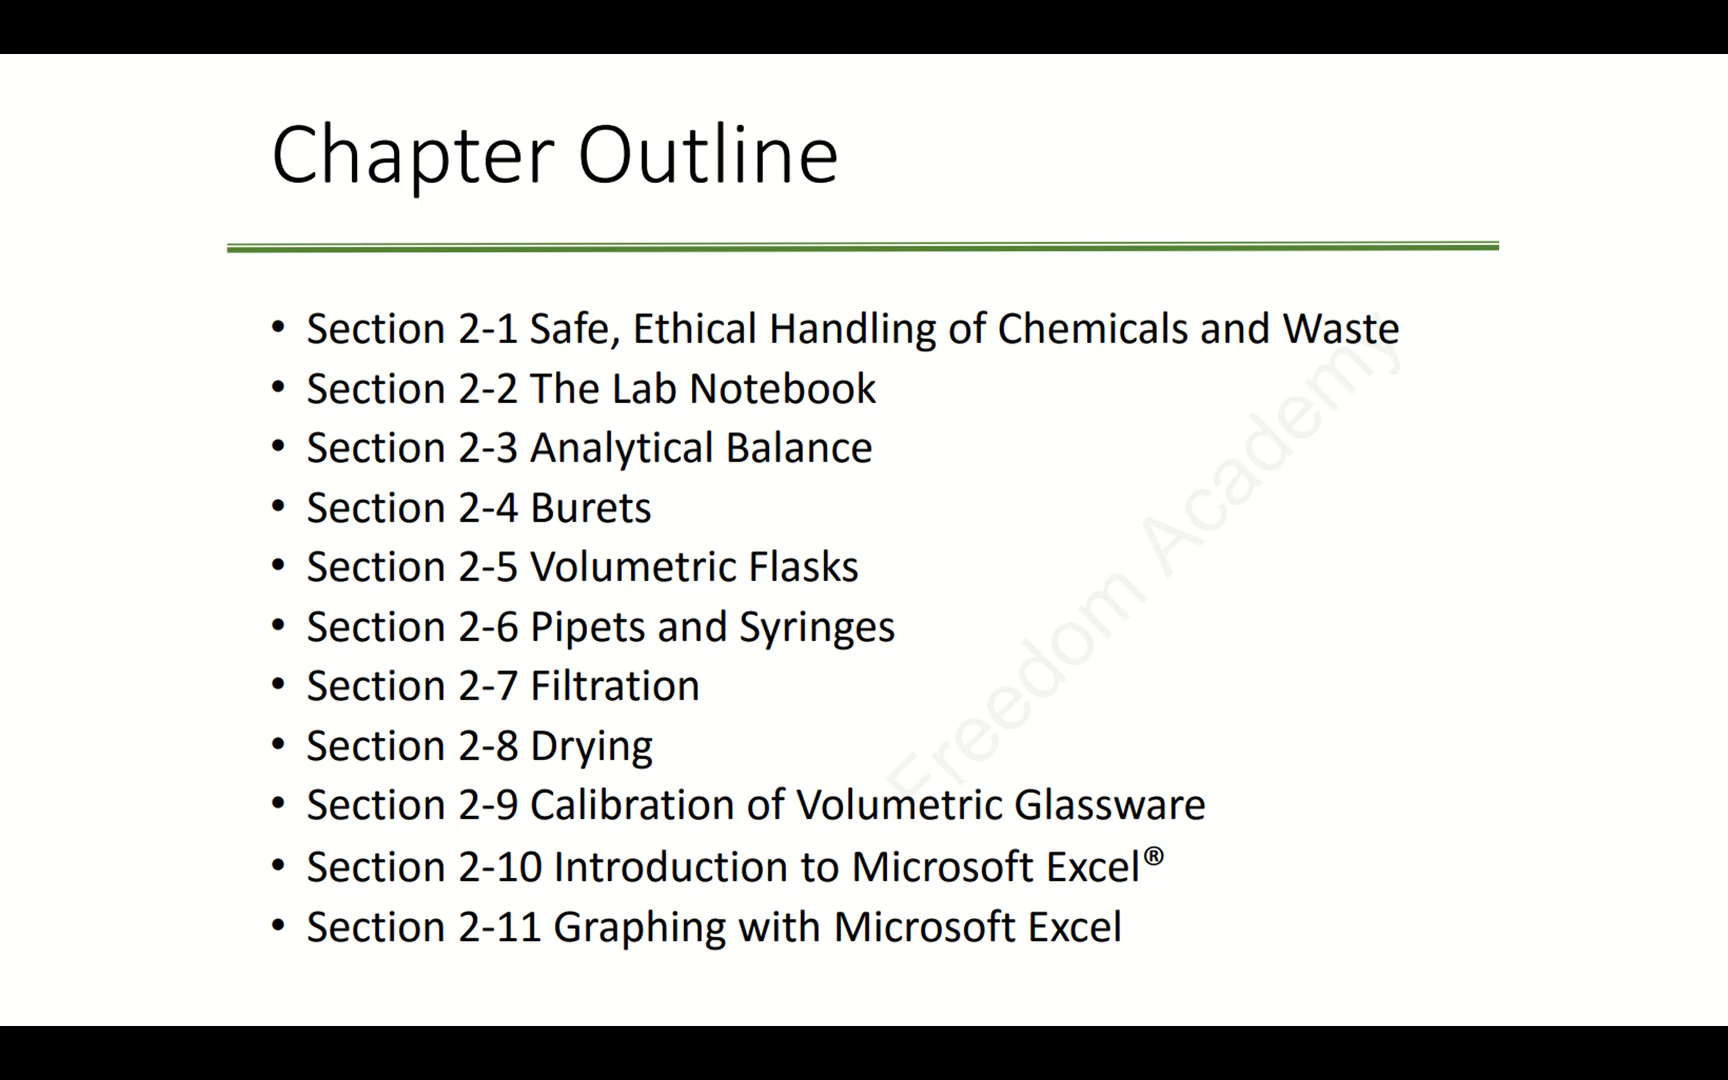 Chapter Outline
• Section 2-1 Safe, Ethical Handling of Chemicals and Waste
• Section 2-2 The Lab Notebook
• Section 2-3 Analytical Balance
• Section 2-4 Burets
• Section 2-5 Volumetric Flasks
• Section 2-6 Pipets and Syringes
• Section 2-7 Filtration
• Section 2-8 Drying
• Section 2-9 Calibration of Volumetric Glassware
• Section 2-10 Introduction to Microsoft Excel®
• Section 2-11 Graphing with Microsoft Excel
Freedom Academy